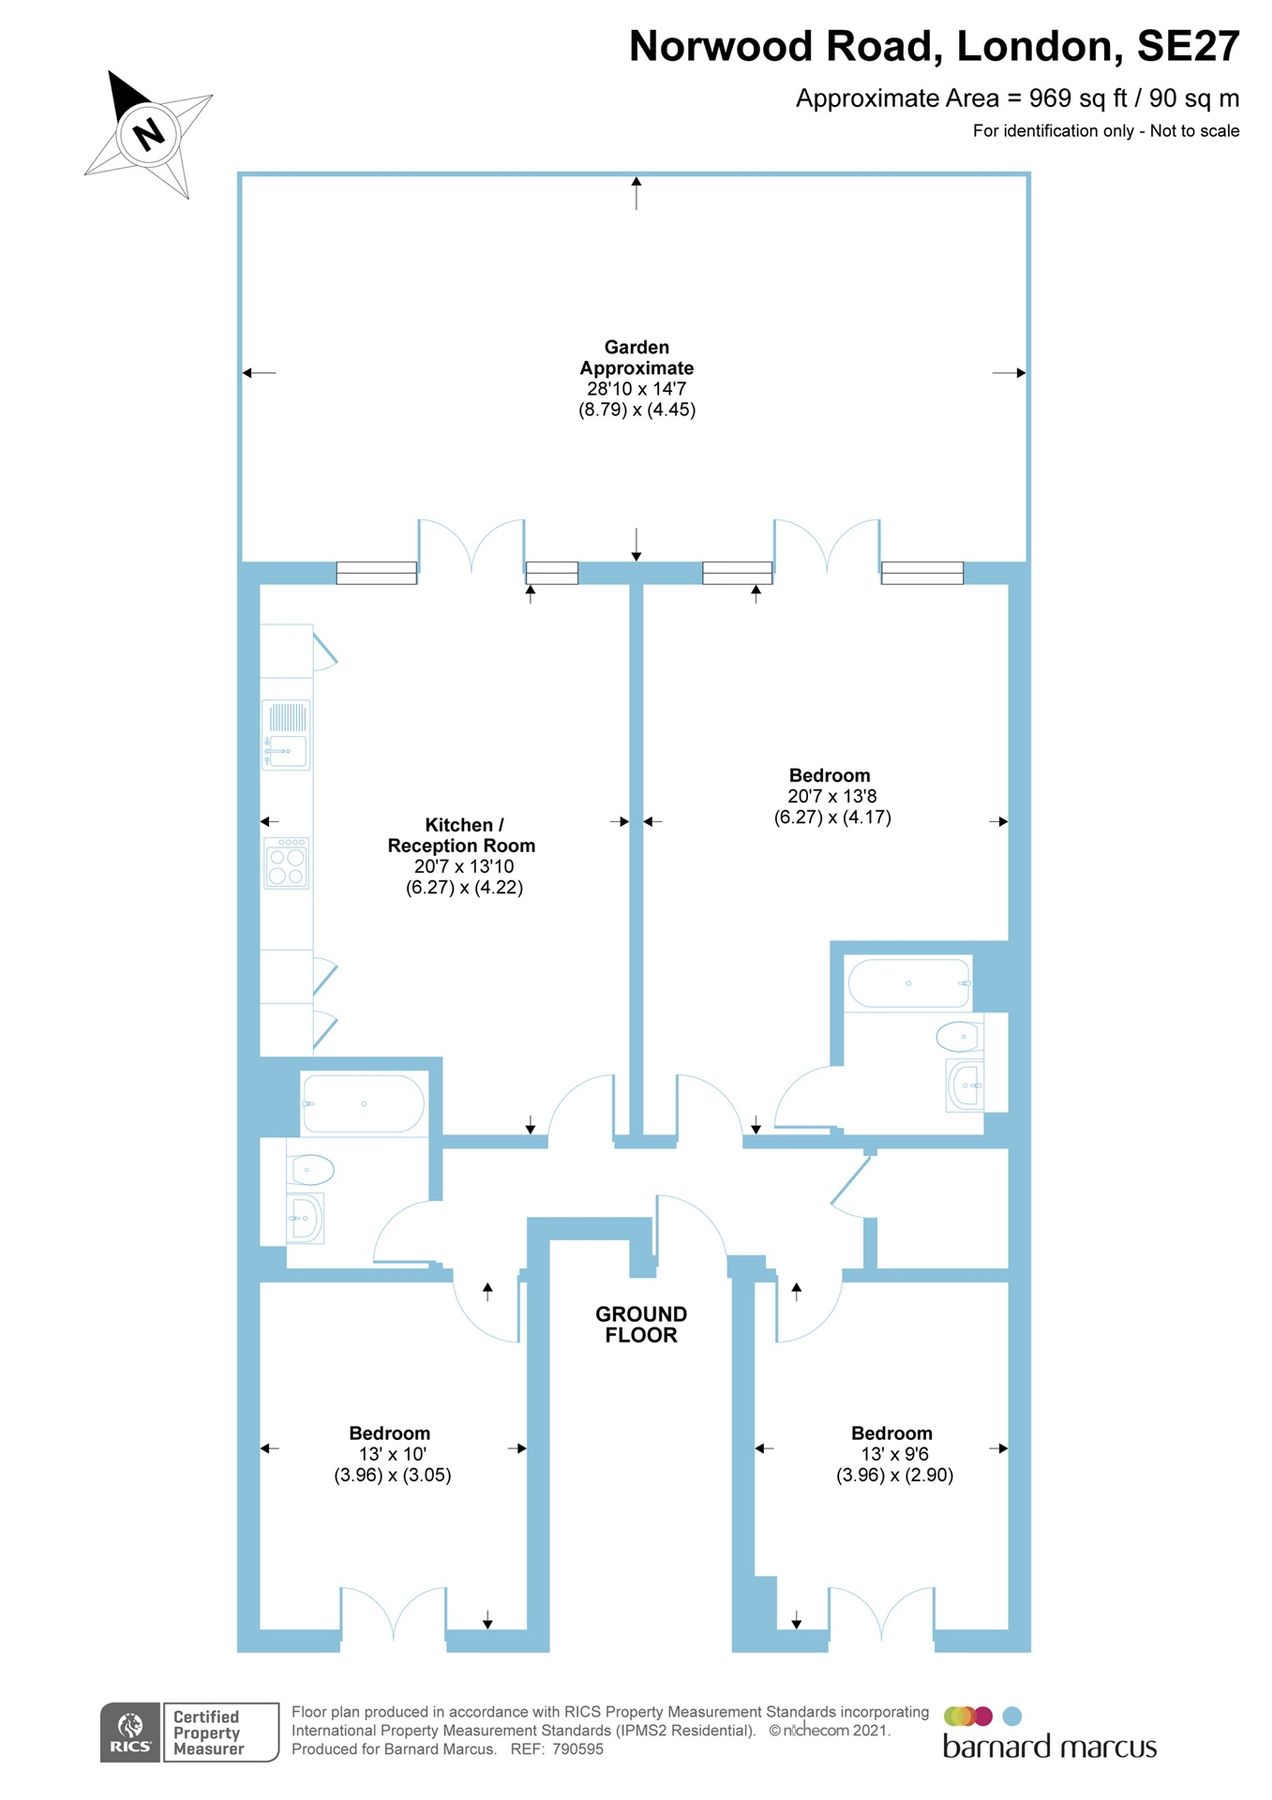 Norwood Road, London, SE27
Approximate Area = 969 sq ft / 90 sq m
For identification only - Not to scale
N
Garden
Approximate
28'10 x 14'7
(8.79) x (4.45)
Bedroom
20'7 x 13'8
(6.27) x (4.17)
Kitchen /
Reception Room
20'7 x 13'10
(6.27) x (4.22)
GROUND
FLOOR
Bedroom
13' x 10'
(3.96) x (3.05)
Bedroom
13' x 9'6
(3.96) x (2.90)
RICS
Certified
Property
Measurer
Floor plan produced in accordance with RICS Property Measurement Standards incorporating
International Property Measurement Standards (IPMS2 Residential). © nichecom 2021.
Produced for Barnard Marcus. REF: 790595
barnard marcus